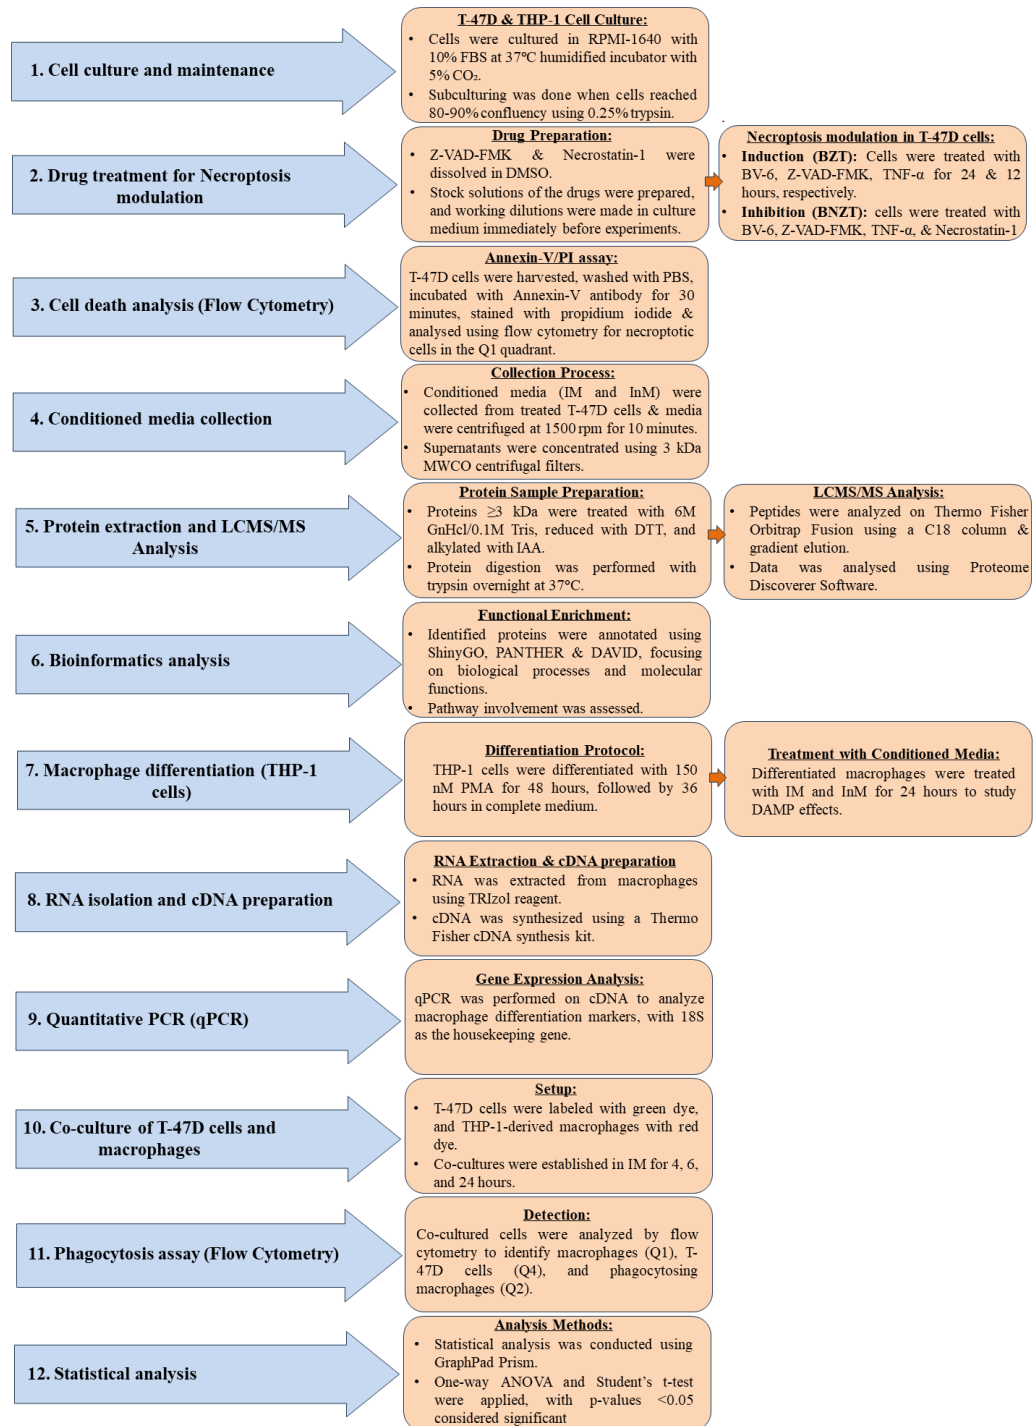 T-47D & THP-1 Cell Culture:
1. Cell culture and maintenance
• Cells were cultured in RPMI-1640 with
10% FBS at 37°C humidified incubator with
5% CO₂.
• Subculturing was done when cells reached
80-90% confluency using 0.25% trypsin.
2. Drug treatment for Necroptosis
modulation
Drug Preparation:
• Z-VAD-FMK & Necrostatin-1 were
dissolved in DMSO.
• Stock solutions of the drugs were prepared,
and working dilutions were made in culture
medium immediately before experiments.
Necroptosis modulation in T-47D cells:
• Induction (BZT): Cells were treated with
BV-6, Z-VAD-FMK, TNF-α for 24 & 12
hours, respectively.
• Inhibition (BNZT): cells were treated with
BV-6, Z-VAD-FMK, TNF-α, & Necrostatin-1
3. Cell death analysis (Flow Cytometry)
Annexin-V/PI assay:
T-47D cells were harvested, washed with PBS,
incubated with Annexin-V antibody for 30
minutes, stained with propidium iodide &
analysed using flow cytometry for necroptotic
cells in the Q1 quadrant.
4. Conditioned media collection
Collection Process:
• Conditioned media (IM and InM) were
collected from treated T-47D cells & media
were centrifuged at 1500 rpm for 10 minutes.
• Supernatants were concentrated using 3 kDa
MWCO centrifugal filters.
5. Protein extraction and LCMS/MS
Analysis
Protein Sample Preparation:
• Proteins ≥3 kDa were treated with 6M
GnHcl/0.1M Tris, reduced with DTT, and
alkylated with IAA.
• Protein digestion was performed with
trypsin overnight at 37°C.
LCMS/MS Analysis:
• Peptides were analyzed on Thermo Fisher
Orbitrap Fusion using a C18 column &
gradient elution.
• Data was analysed using Proteome
Discoverer Software.
6. Bioinformatics analysis
Functional Enrichment:
• Identified proteins were annotated using
ShinyGO, PANTHER & DAVID, focusing
on biological processes and molecular
functions.
• Pathway involvement was assessed.
7. Macrophage differentiation (THP-1
cells)
Differentiation Protocol:
THP-1 cells were differentiated with 150
nM PMA for 48 hours, followed by 36
hours in complete medium.
Treatment with Conditioned Media:
Differentiated macrophages were treated
with IM and InM for 24 hours to study
DAMP effects.
8. RNA isolation and cDNA preparation
RNA Extraction & cDNA preparation
• RNA was extracted from macrophages
using TRIzol reagent.
• cDNA was synthesized using a Thermo
Fisher cDNA synthesis kit.
9. Quantitative PCR (qPCR)
Gene Expression Analysis:
qPCR was performed on cDNA to analyze
macrophage differentiation markers, with 18S
as the housekeeping gene.
10. Co-culture of T-47D cells and
macrophages
Setup:
• T-47D cells were labeled with green dye,
and THP-1-derived macrophages with red
dye.
• Co-cultures were established in IM for 4, 6,
and 24 hours.
11. Phagocytosis assay (Flow Cytometry)
Detection:
Co-cultured cells were analyzed by flow
cytometry to identify macrophages (Q1), T-
47D cells (Q4), and phagocytosing
macrophages (Q2).
12. Statistical analysis
Analysis Methods:
• Statistical analysis was conducted using
GraphPad Prism.
• One-way ANOVA and Student's t-test
were applied, with p-values <0.05
considered significant